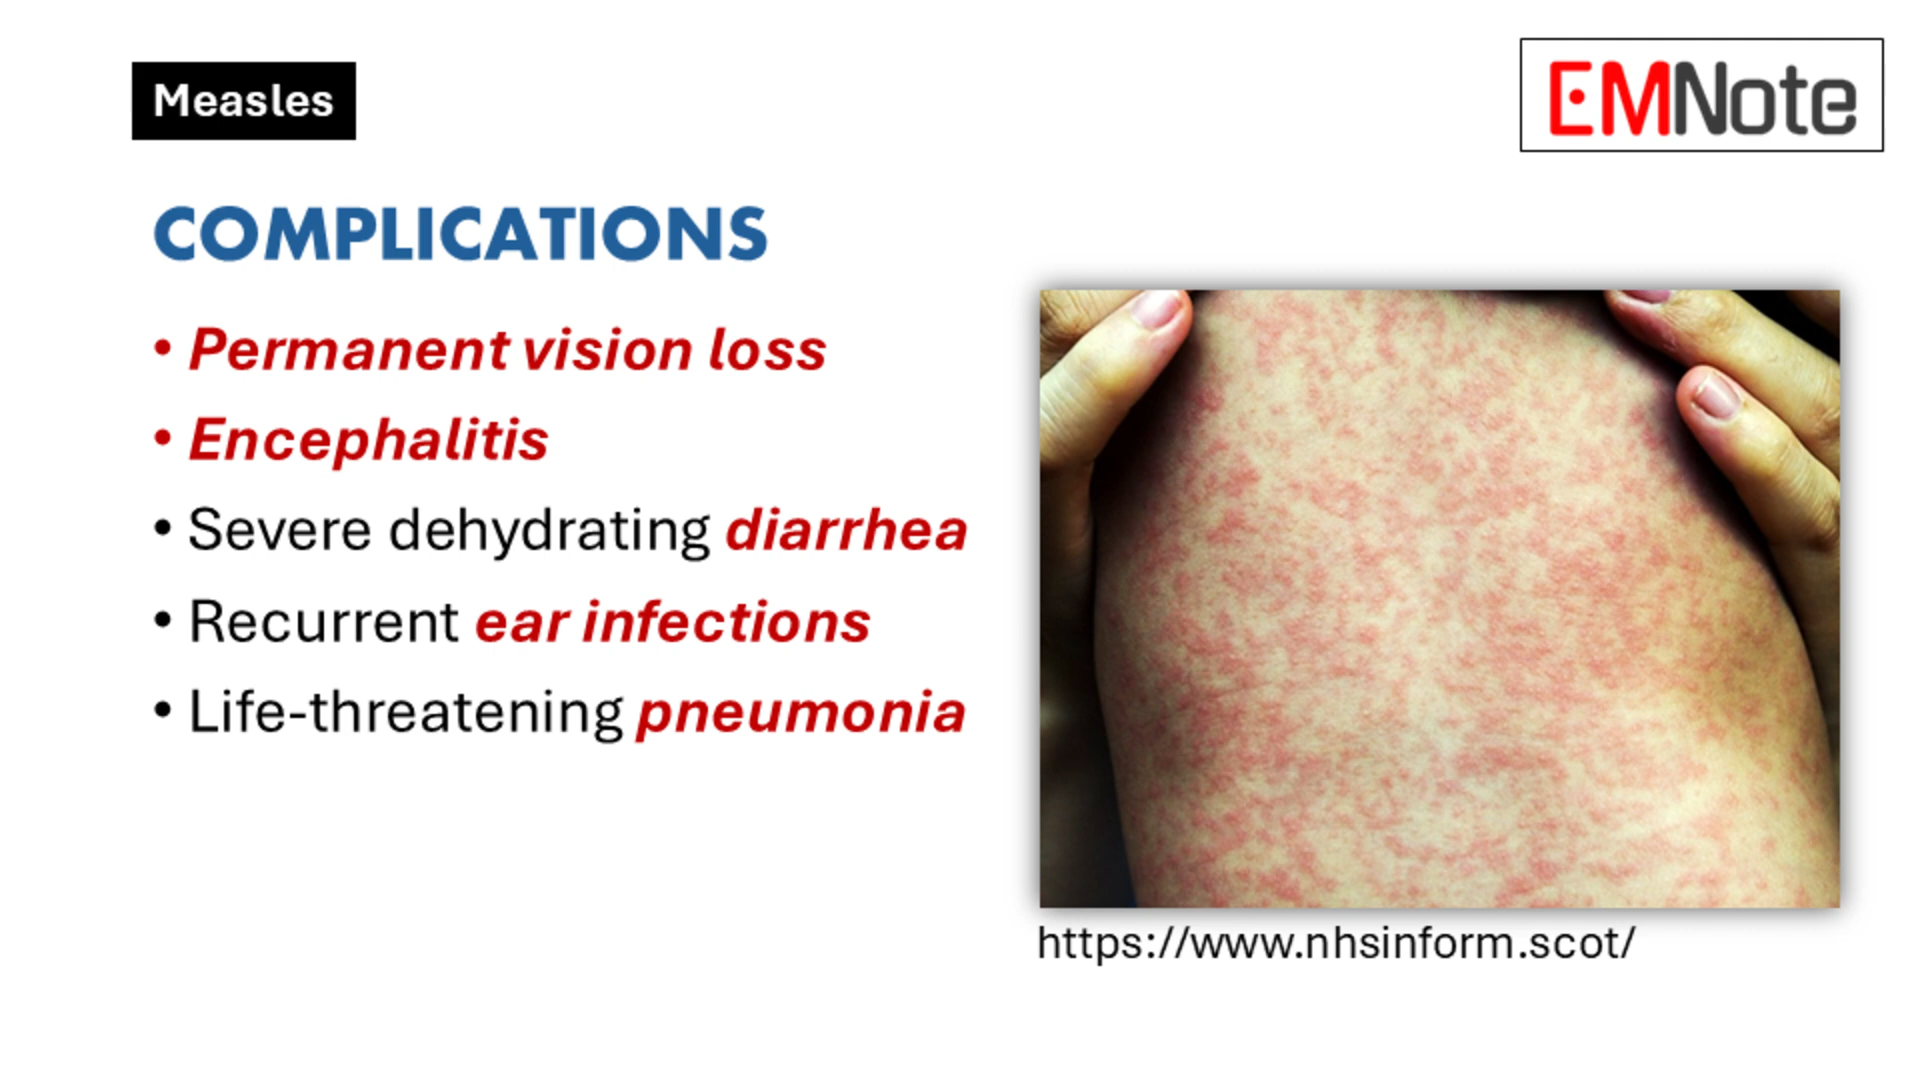 Measles
EMNote
COMPLICATIONS
• Permanent vision loss
• Encephalitis
• Severe dehydrating diarrhea
• Recurrent ear infections
• Life-threatening pneumonia
https://www.nhsinform.scot/